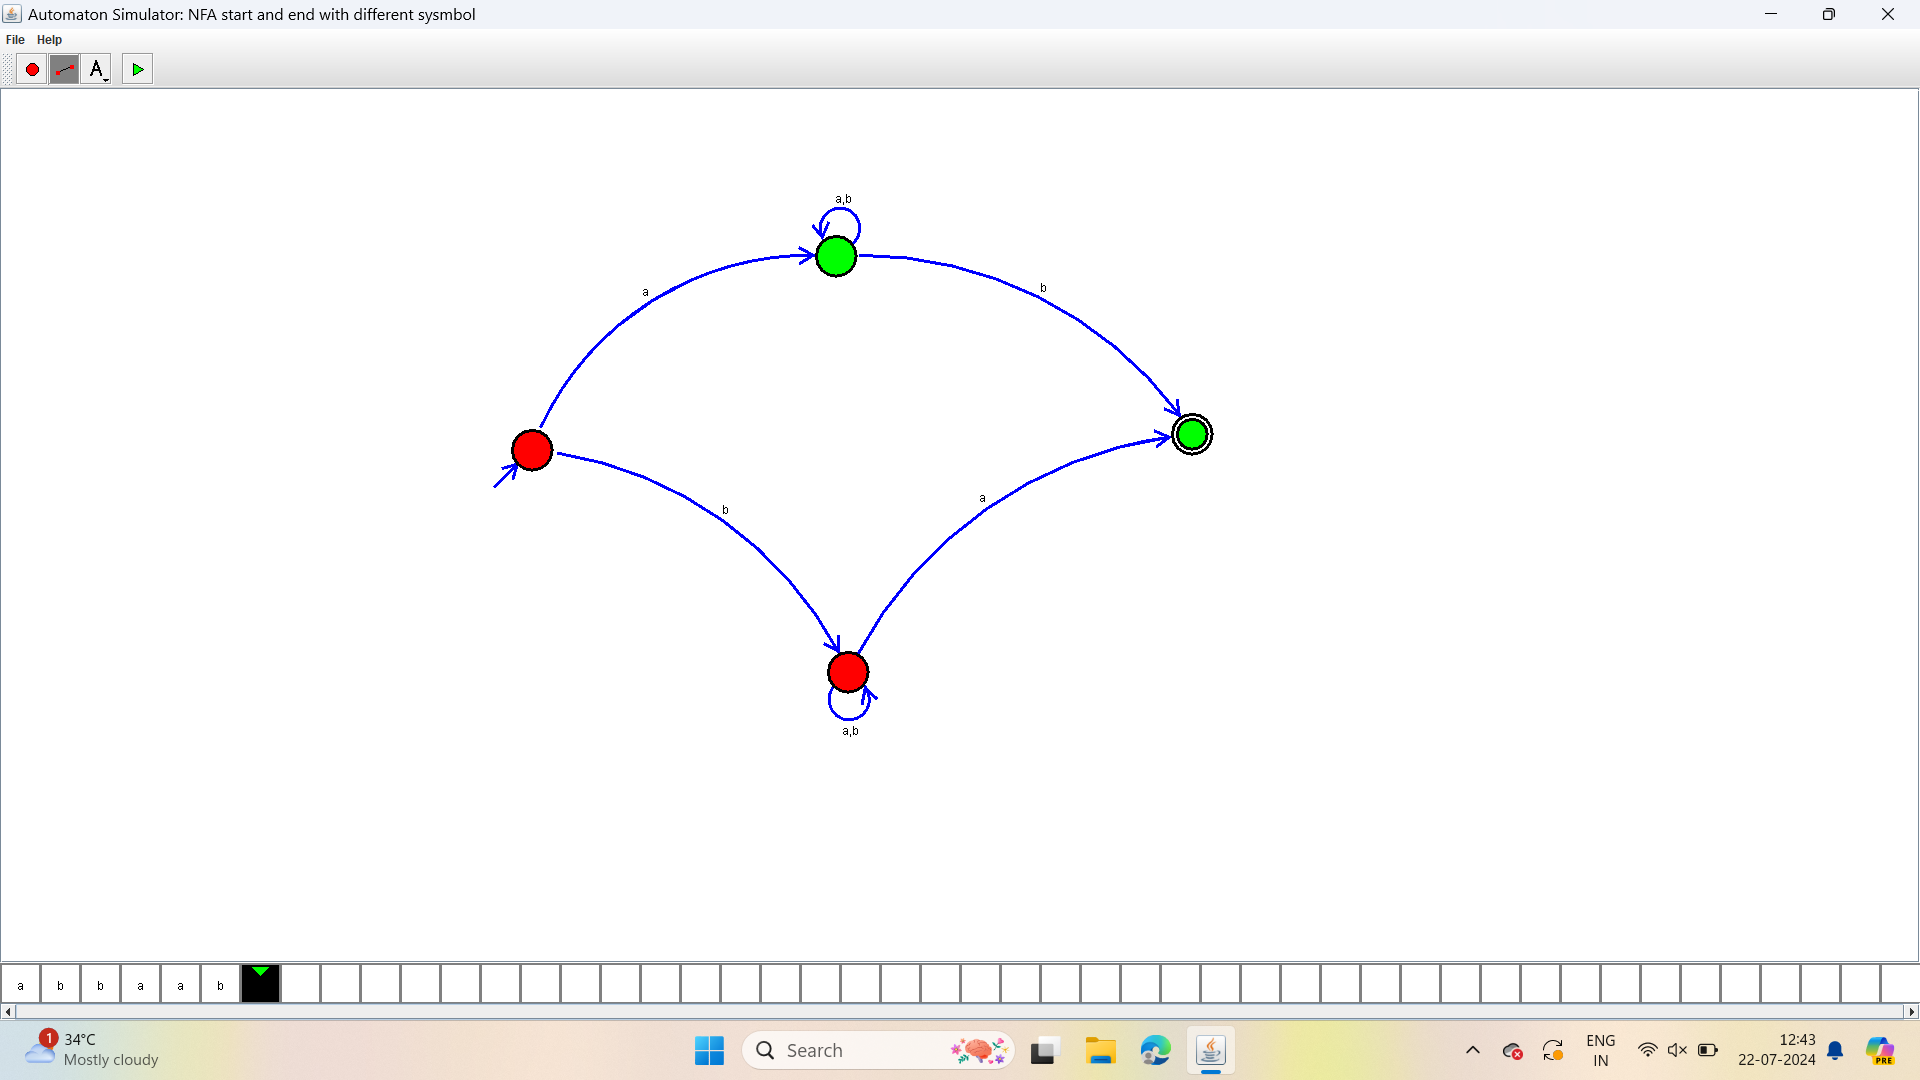 Automaton Simulator: NFA start and end with different sysmbol
File Help
A
a,b
a
b
b
a
a,b
a b b a a b
1
34°C
Mostly cloudy
Search
ENG
IN
12:43
22-07-2024
PRE